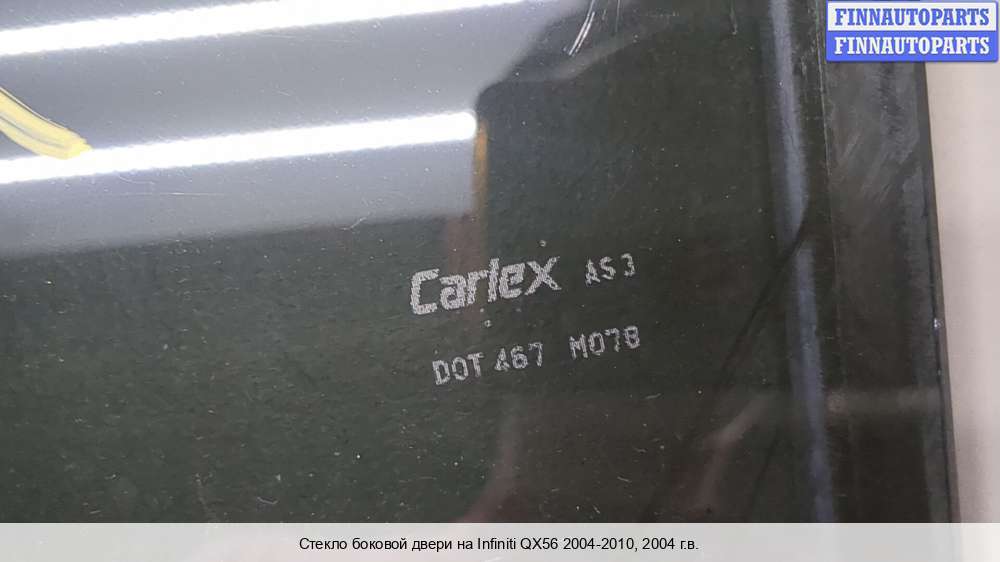 FINNAUTOPARTS
FINNAUTOPARTS
Carlex AS3
DOT 467 M078
Стекло боковой двери на Infiniti QX56 2004-2010, 2004 г.в.